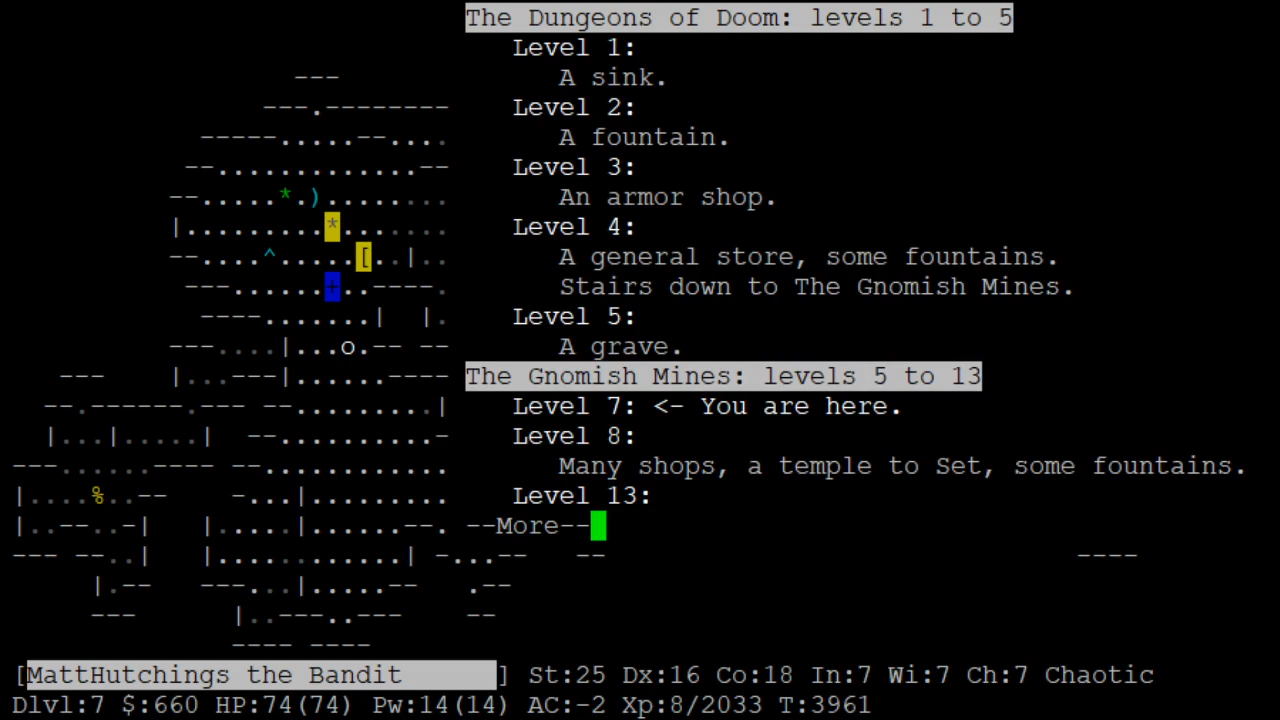 The Dungeons of Doom: levels 1 to 5
Level 1:
A sink.
Level 2:
A fountain.
Level 3:
An armor shop.
Level 4:
A general store, some fountains.
Stairs down to The Gnomish Mines.
Level 5:
A grave.
The Gnomish Mines: levels 5 to 13
Level 7: <- You are here.
Level 8:
Many shops, a temple to Set, some fountains.
Level 13:
--More--
[MattHutchings the Bandit ] St:25 Dx:16 Co:18 In:7 Wi:7 Ch:7 Chaotic
Dlvl:7 $:660 HP:74(74) Pw:14(14) AC:-2 Xp:8/2033 T:3961